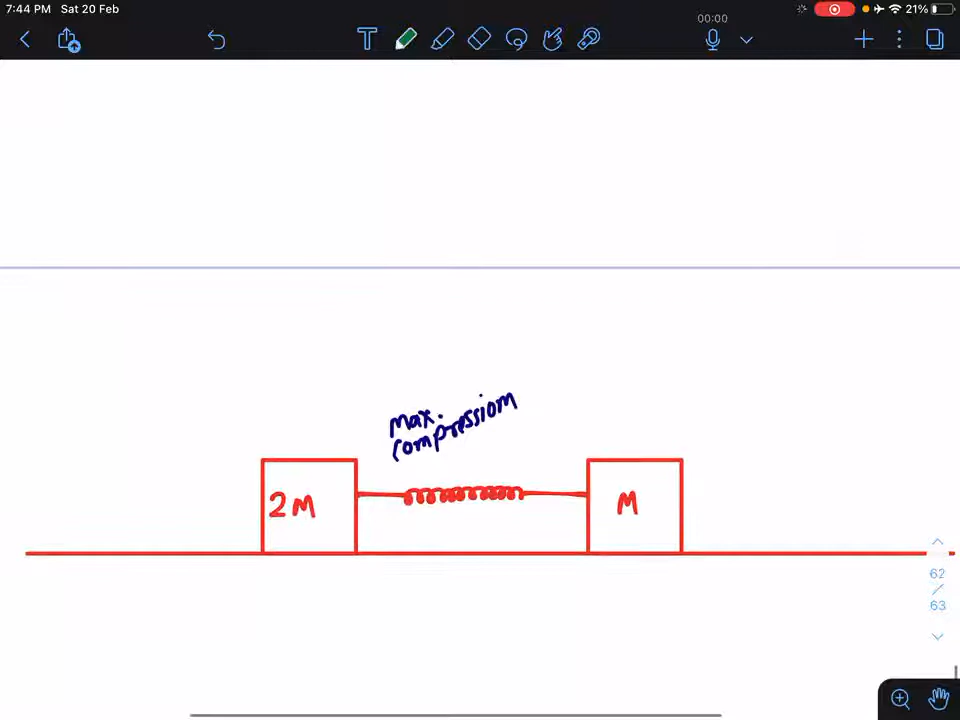 7:44 PM Sat 20 Feb
21%
00:00
T
max.
compression
2M
M
62
/
63